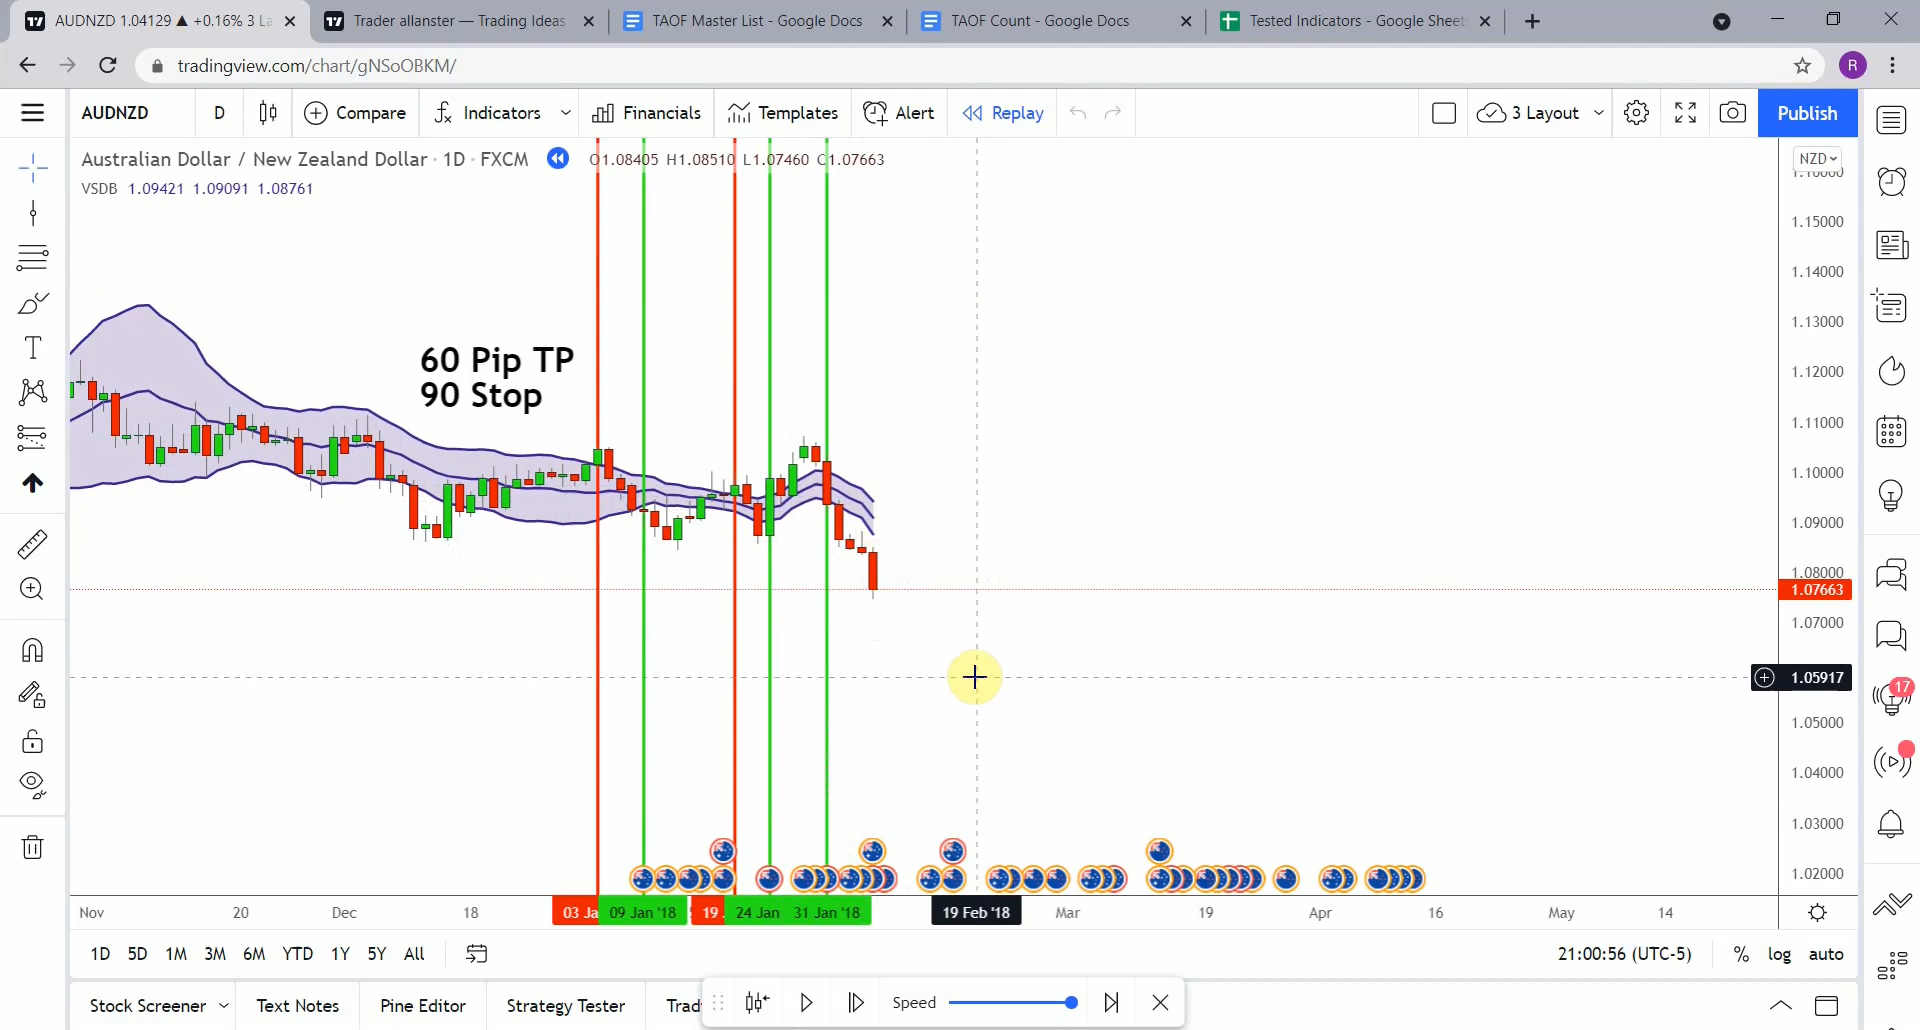 AUDNZD 1.04129 ▲ +0.16% 3 La
Trader allanster — Trading Ideas
TAOF Master List - Google Docs
TAOF Count - Google Docs
Tested Indicators - Google Sheet
tradingview.com/chart/gNSoOBKM/
R
AUDNZD
D
Compare
Indicators
Financials
Templates
Alert
Replay
3 Layout
Publish
Australian Dollar / New Zealand Dollar · 1D · FXCM
O1.08405 H1.08510 L1.07460 C1.07663
NZD
VSDB 1.09421 1.09091 1.08761
1.16000
1.15000
1.14000
1.13000
60 Pip TP
90 Stop
1.12000
1.11000
1.10000
1.09000
1.08000
1.07663
1.07000
1.05917
17
1.05000
1.04000
1.03000
1.02000
Nov
20
Dec
18
03 Ja
09 Jan '18
19
24 Jan
31 Jan '18
19 Feb '18
Mar
19
Apr
16
May
14
1D 5D 1M 3M 6M YTD 1Y 5Y All
21:00:56 (UTC-5)
% log auto
Stock Screener
Text Notes
Pine Editor
Strategy Tester
Trad
Speed